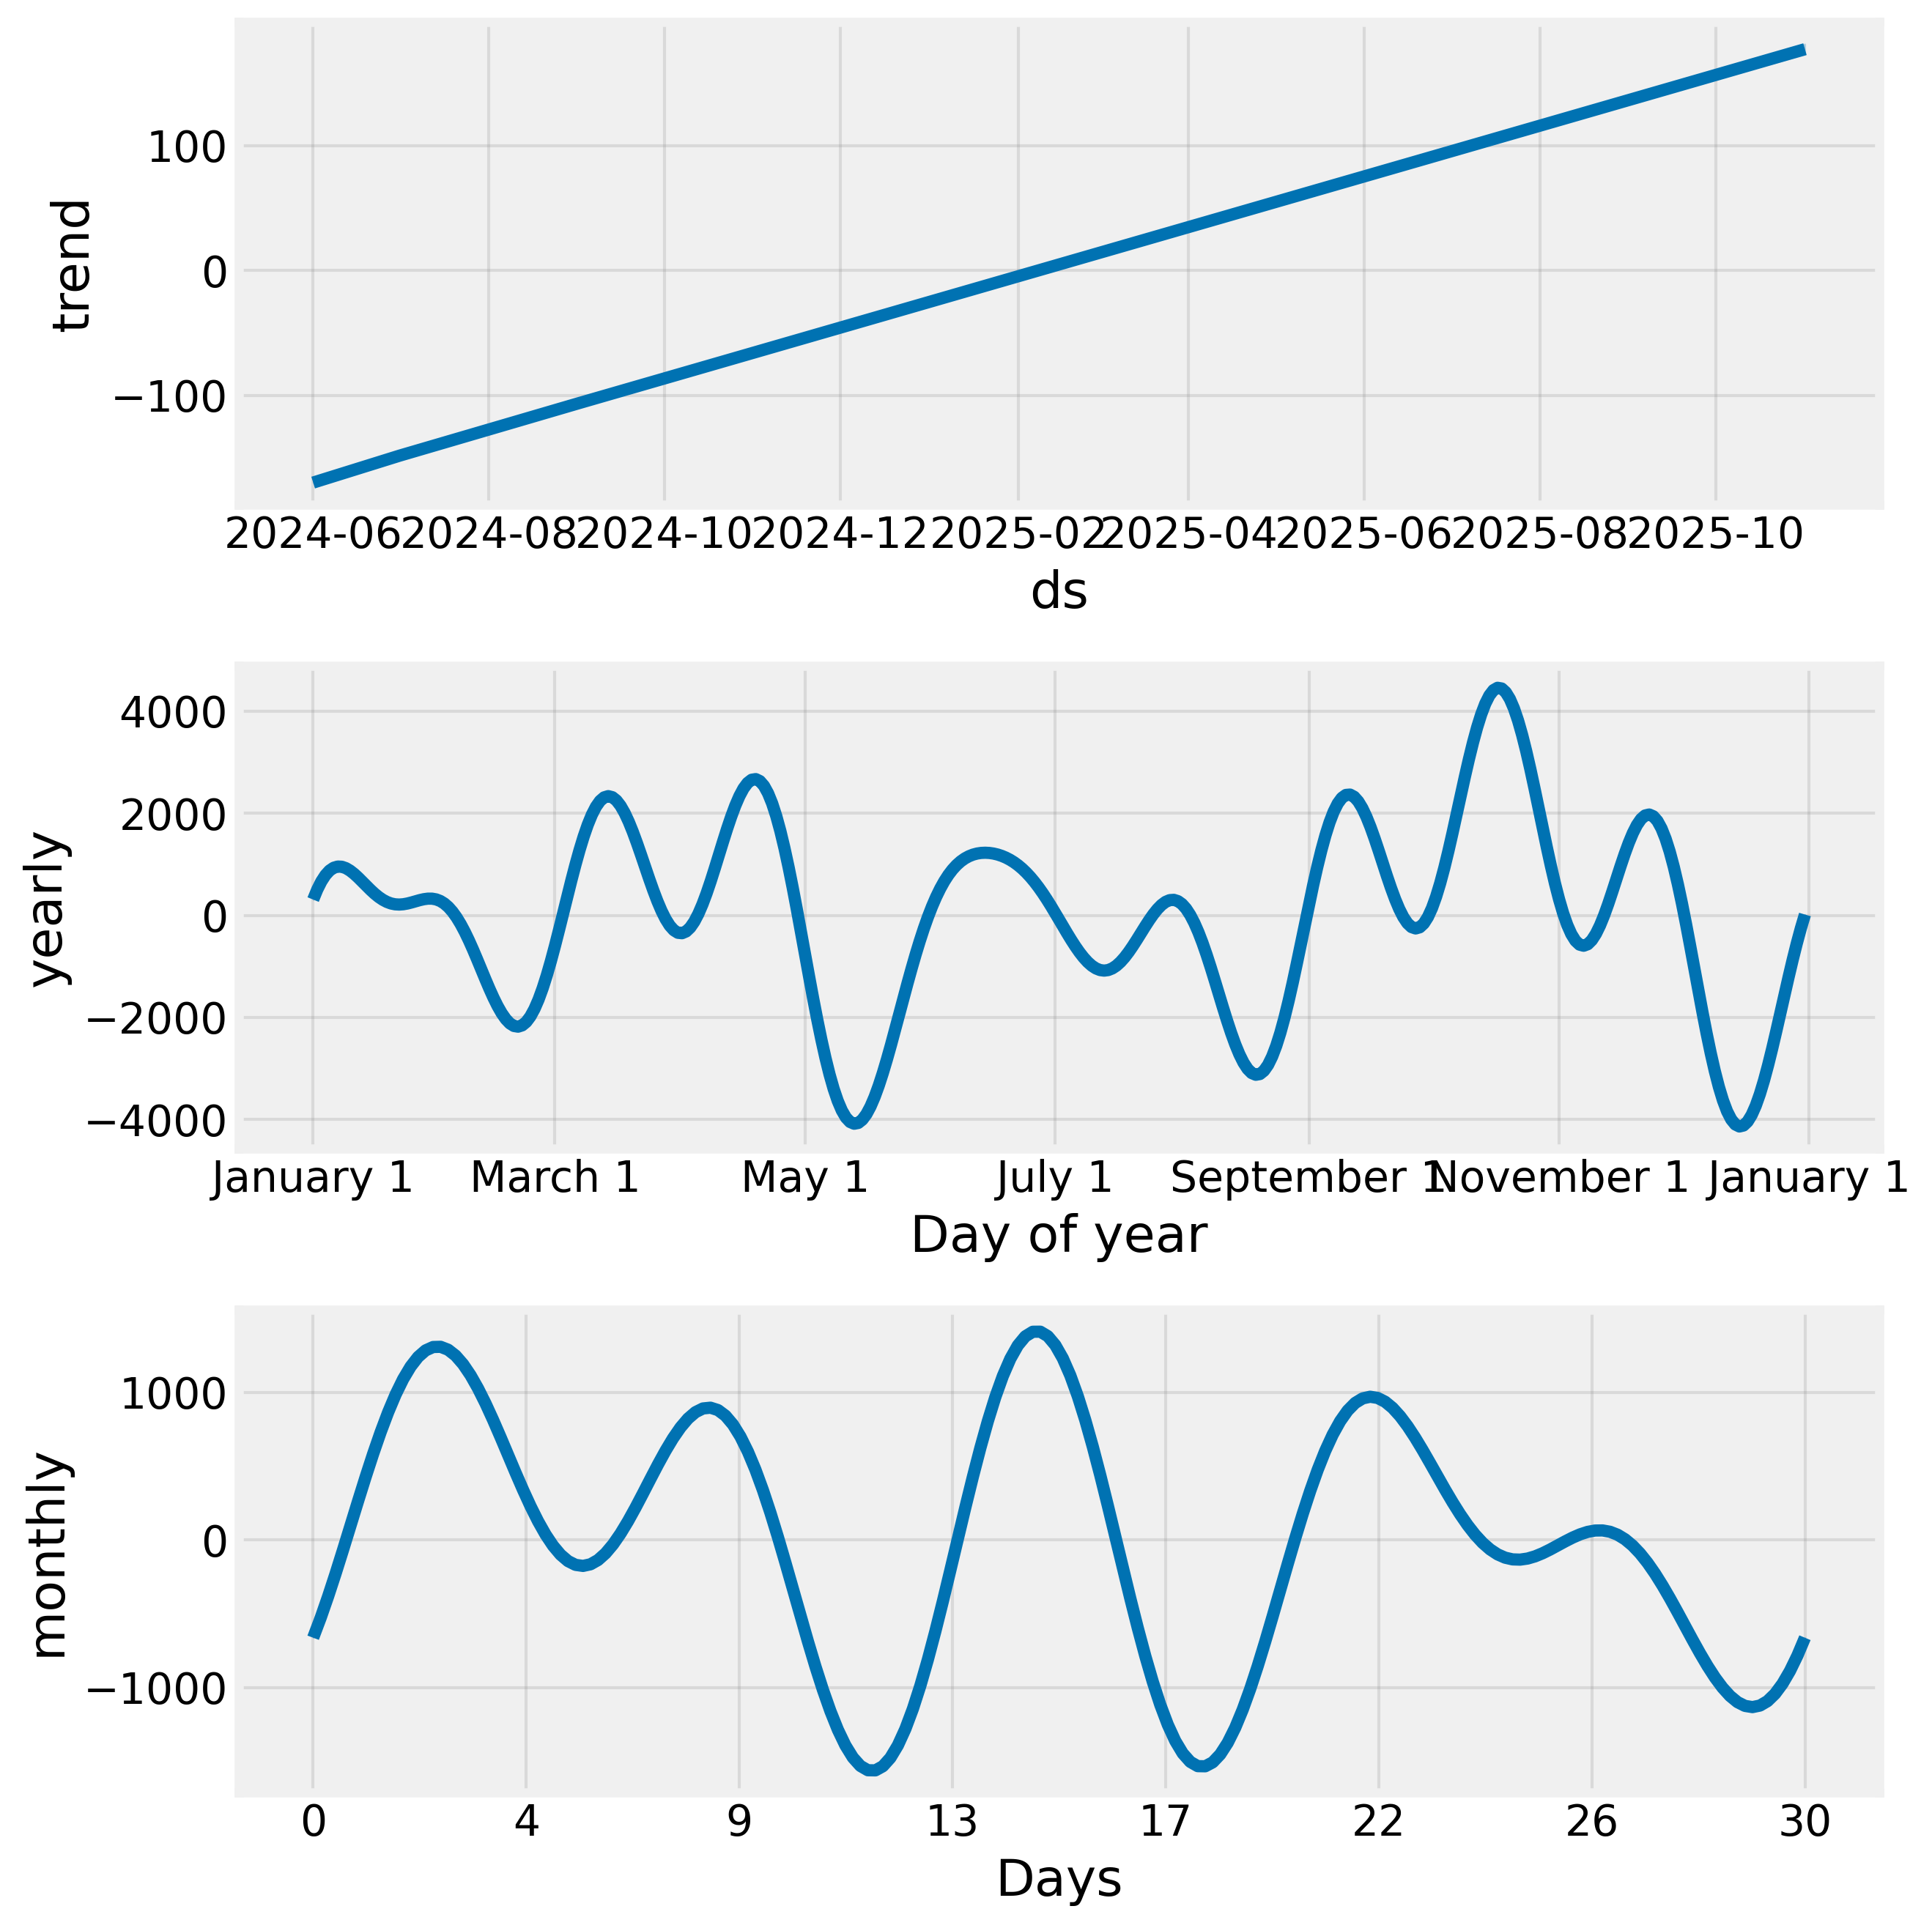 trend
100
0
−100
2024-06 2024-08 2024-10 2024-12 2025-02 2025-04 2025-06 2025-08 2025-10
ds
yearly
4000
2000
0
−2000
−4000
January 1 March 1 May 1 July 1 September 1 November 1 January 1
Day of year
monthly
1000
0
−1000
0 4 9 13 17 22 26 30
Days